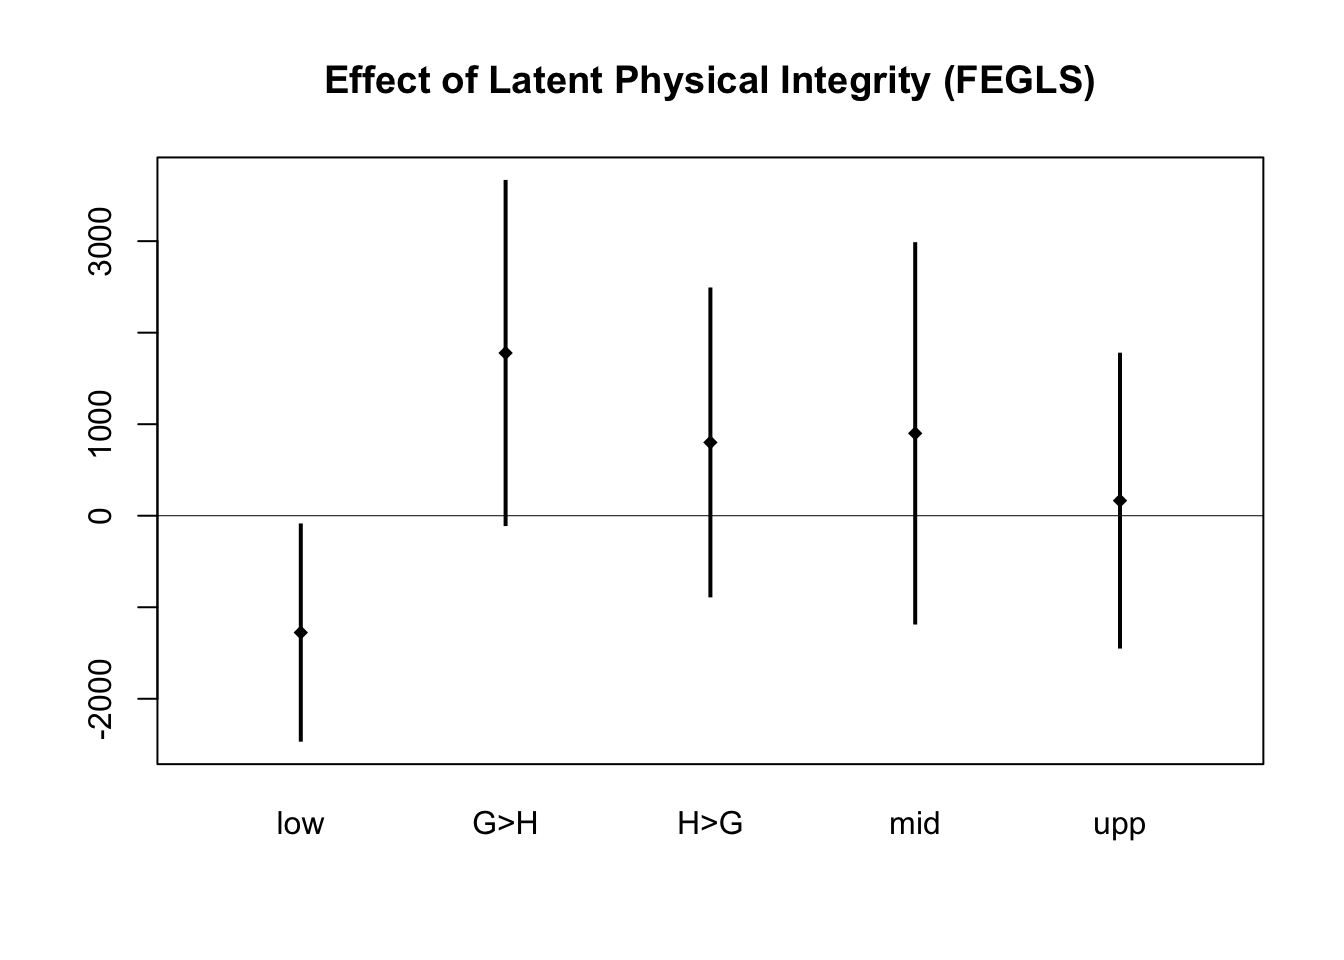 Effect of Latent Physical Integrity (FEGLS)
3000
1000
0
-2000
low G>H H>G mid upp